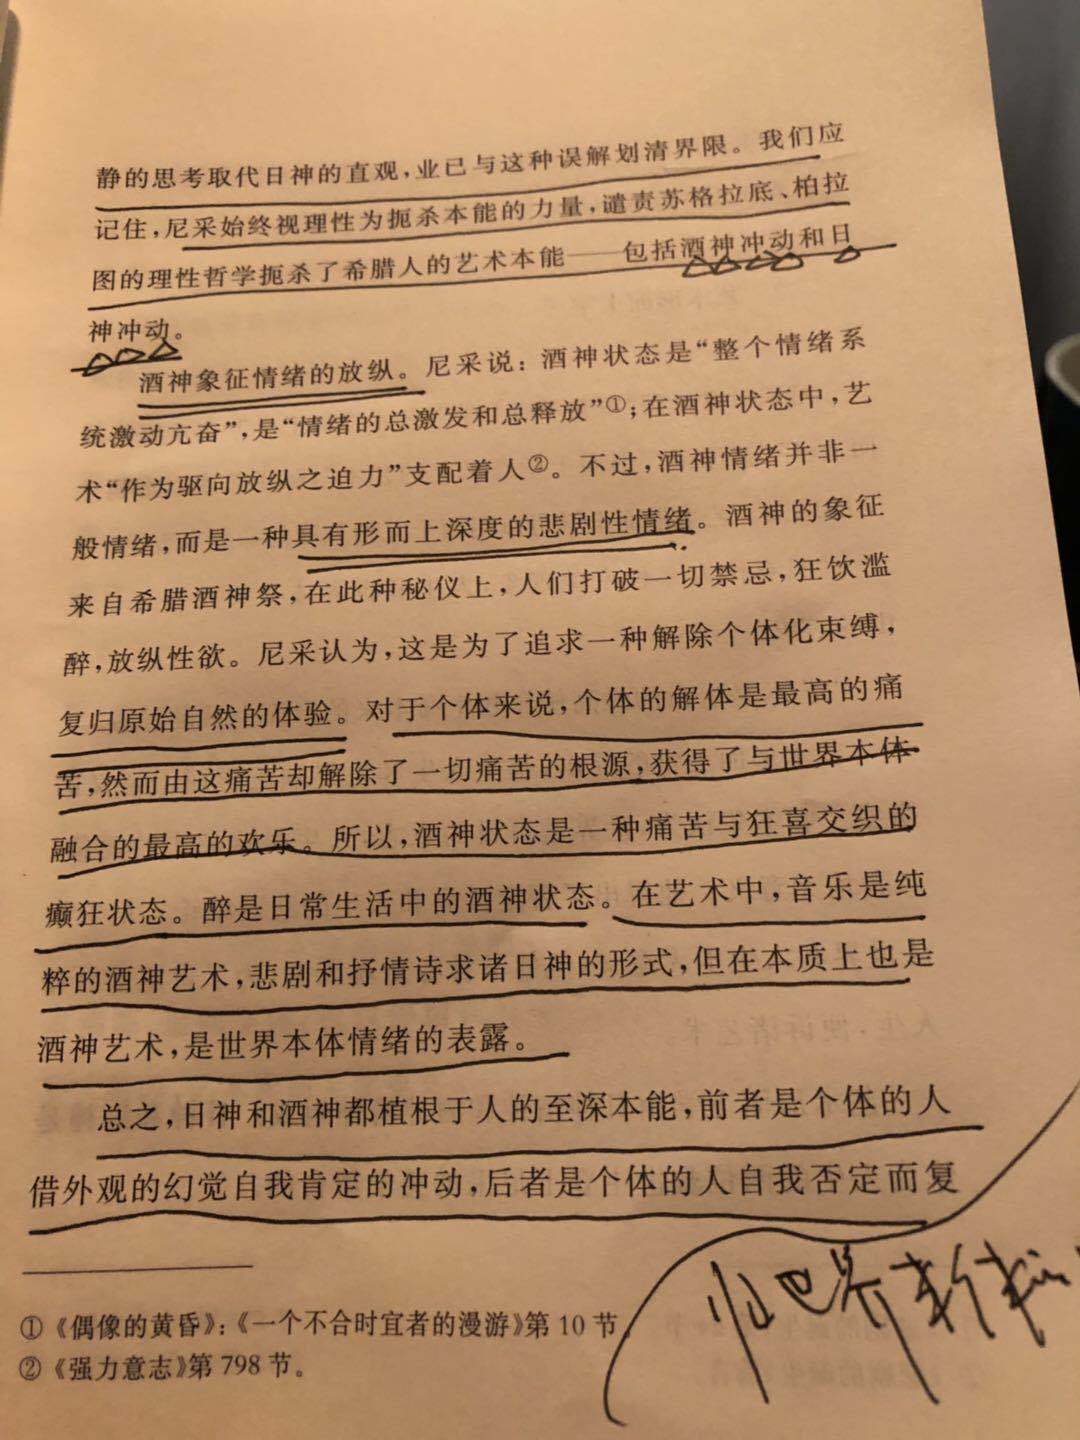 静的思考取代日神的直观，业已与这种误解划清界限。我们应
记住，尼采始终视理性为扼杀本能的力量，谴责苏格拉底、柏拉
图的理性哲学扼杀了希腊人的艺术本能——包括酒神冲动和日
神冲动。
酒神象征情绪的放纵。尼采说：酒神状态是“整个情绪系
统激动亢奋”，是“情绪的总激发和总释放”①；在酒神状态中，艺
术“作为驱向放纵之迫力”支配着人②。不过，酒神情绪并非一
般情绪，而是一种具有形而上深度的悲剧性情绪。酒神的象征
来自希腊酒神祭，在此种秘仪上，人们打破一切禁忌，狂饮滥
醉，放纵性欲。尼采认为，这是为了追求一种解除个体化束缚，
复归原始自然的体验。对于个体来说，个体的解体是最高的痛
苦，然而由这痛苦却解除了一切痛苦的根源，获得了与世界本体
融合的最高的欢乐。所以，酒神状态是一种痛苦与狂喜交织的
癫狂状态。醉是日常生活中的酒神状态。在艺术中，音乐是纯
粹的酒神艺术，悲剧和抒情诗求诸日神的形式，但在本质上也是
酒神艺术，是世界本体情绪的表露。
总之，日神和酒神都植根于人的至深本能，前者是个体的人
借外观的幻觉自我肯定的冲动，后者是个体的人自我否定而复
归世界
①《偶像的黄昏》：《一个不合时宜者的漫游》第 10 节
②《强力意志》第 798 节。